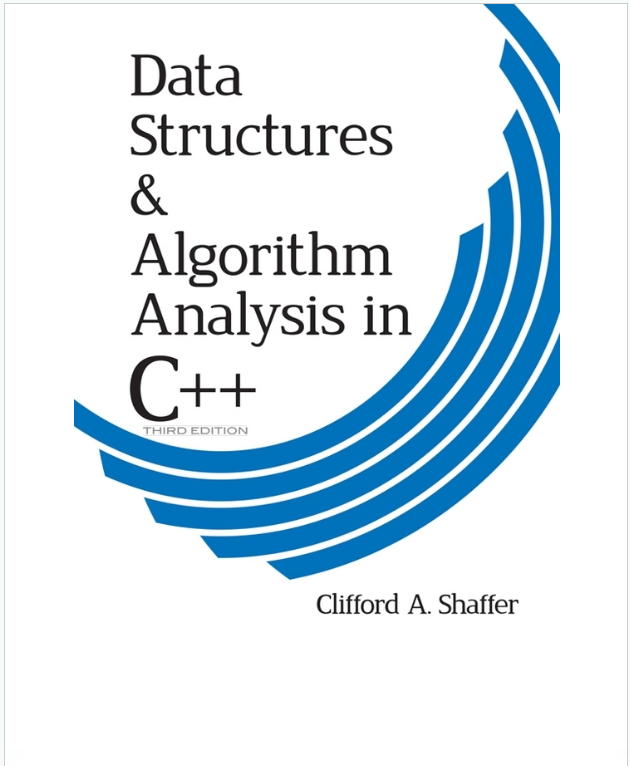 Data
Structures
&
Algorithm
Analysis in
C++
THIRD EDITION
Clifford A. Shaffer